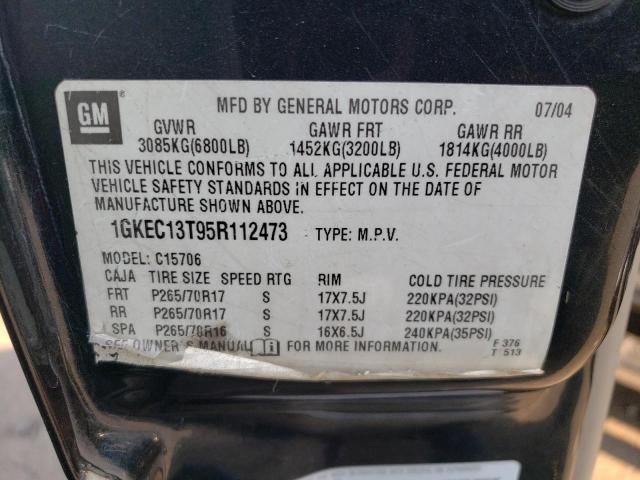 GM
MFD BY GENERAL MOTORS CORP. 07/04
GVWR GAWR FRT GAWR RR
3085KG(6800LB) 1452KG(3200LB) 1814KG(4000LB)
THIS VEHICLE CONFORMS TO ALL APPLICABLE U.S. FEDERAL MOTOR
VEHICLE SAFETY STANDARDS IN EFFECT ON THE DATE OF
MANUFACTURE SHOWN ABOVE.
1GKEC13T95R112473 TYPE: M.P.V.
MODEL: C15706
CAJA TIRE SIZE SPEED RTG RIM COLD TIRE PRESSURE
FRT P265/70R17 S 17X7.5J 220KPA(32PSI)
RR P265/70R17 S 17X7.5J 220KPA(32PSI)
SPA P265/70R16 S 16X6.5J 240KPA(35PSI)
SEE OWNER'S MANUAL FOR MORE INFORMATION. F 376
T 513